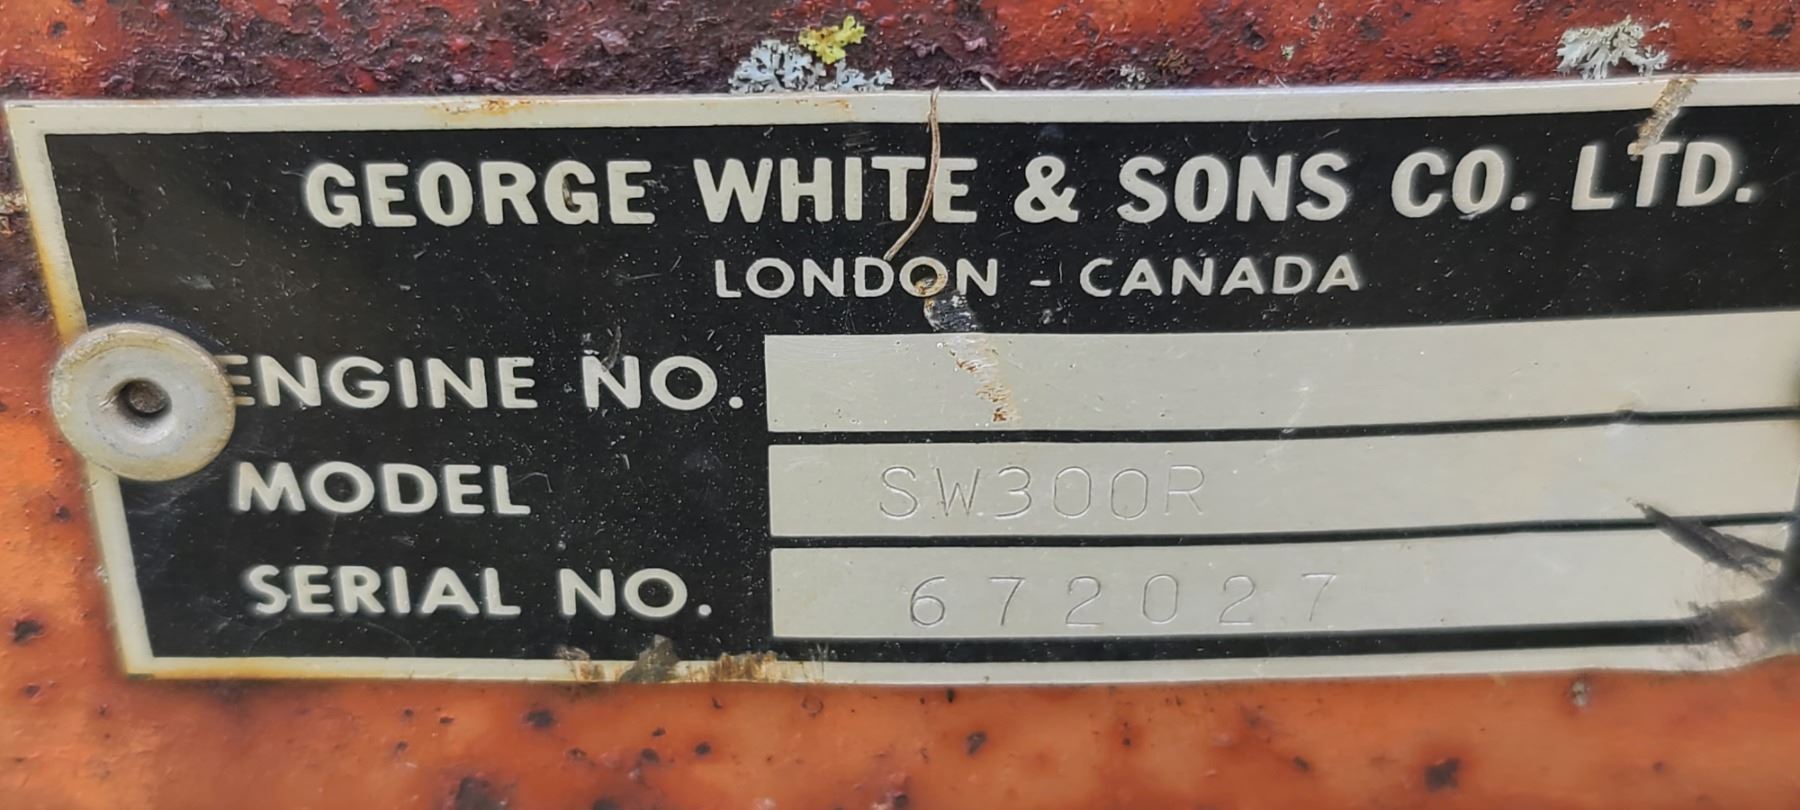 GEORGE WHITE & SONS CO. LTD.
LONDON - CANADA
ENGINE NO.
MODEL SW300R
SERIAL NO. 672027